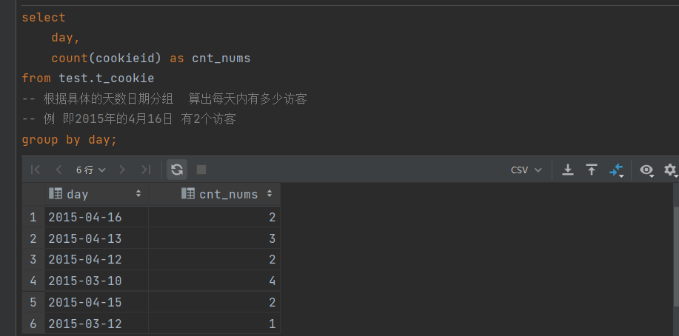 select
day,
count(cookieid) as cnt_nums
from test.t_cookie
-- 根据具体的天数日期分组  算出每天内有多少访客
-- 例 即2015年的4月16日 有2个访客
group by day;
6 行 CSV
day cnt_nums
1 2015-04-16 2
2 2015-04-13 3
3 2015-04-12 2
4 2015-03-10 4
5 2015-04-15 2
6 2015-03-12 1